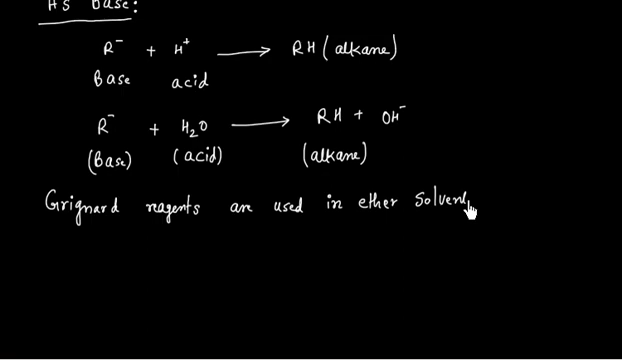 As Base:
R⁻ + H⁺ ⟶ RH (alkane)
Base acid
R⁻ + H₂O ⟶ RH + OH⁻
(Base) (acid) (alkane)
Grignard reagents are used in ether solvent